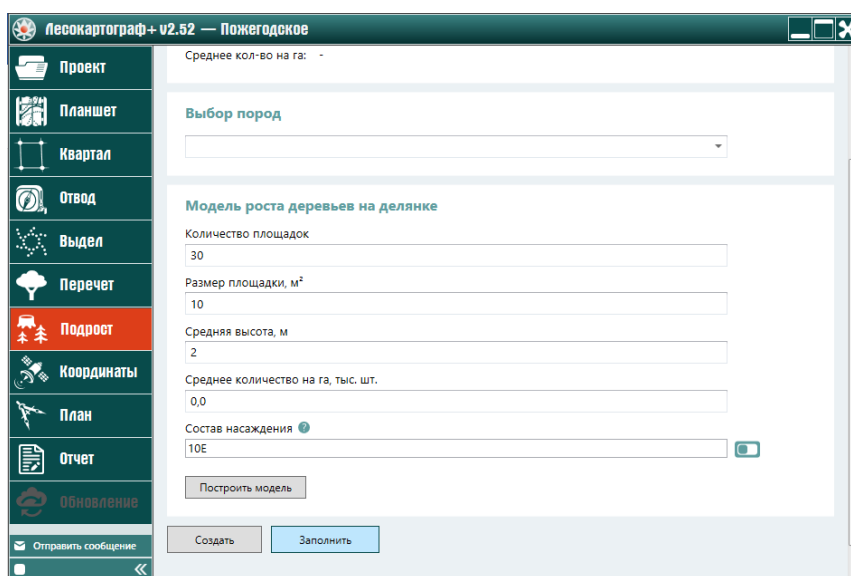 Лесокартограф+ v2.52 — Пожегодское
Проект
Планшет
Квартал
Отвод
Выдел
Перечет
Подрост
Координаты
План
Отчет
Обновление
Отправить сообщение
Среднее кол-во на га: -
Выбор пород
Модель роста деревьев на делянке
Количество площадок
30
Размер площадки, м²
10
Средняя высота, м
2
Среднее количество на га, тыс. шт.
0,0
Состав насаждения ?
10Е
Построить модель
Создать
Заполнить